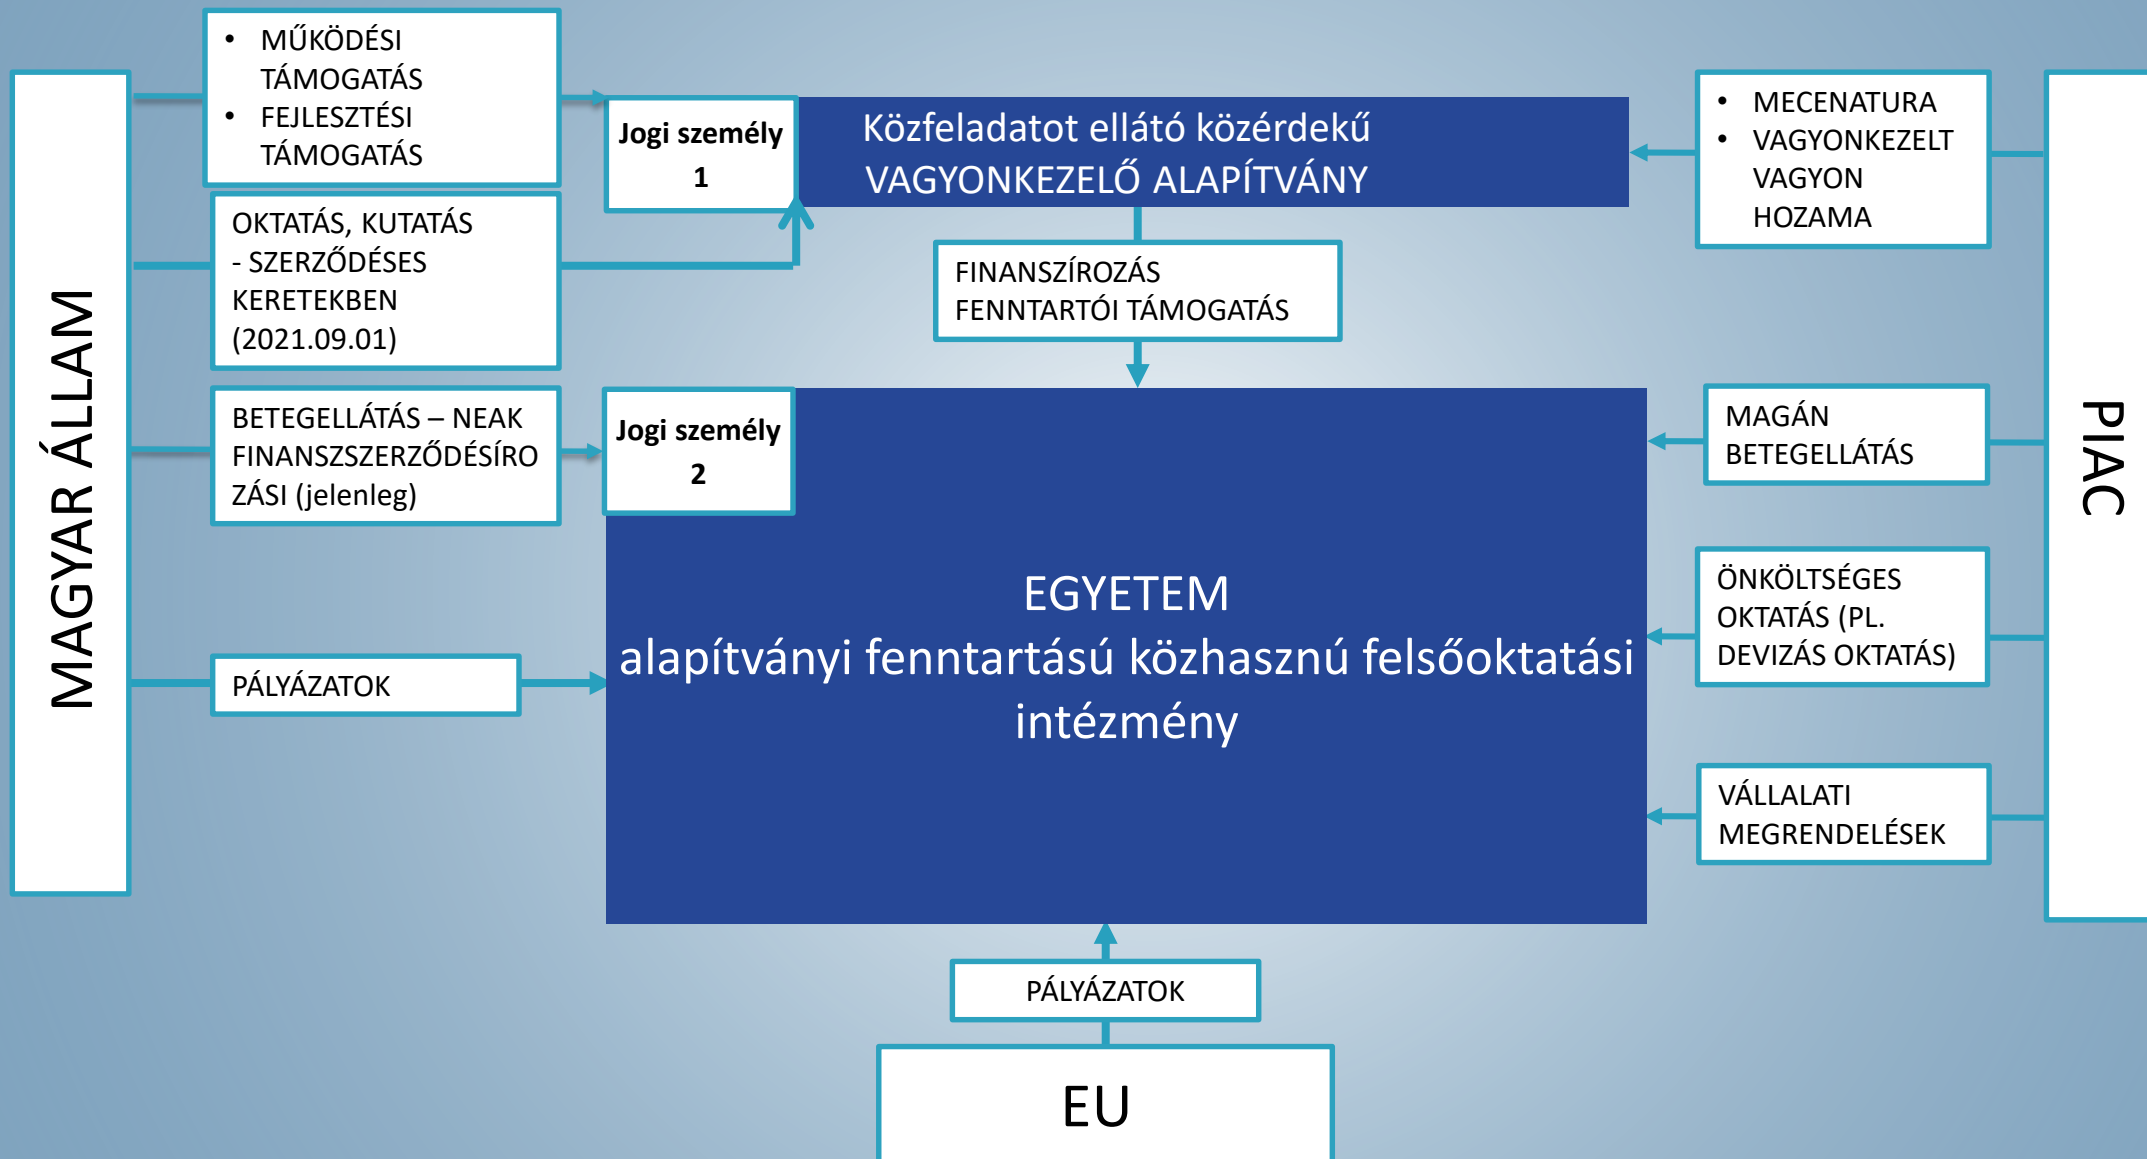 MAGYAR ÁLLAM
• MŰKÖDÉSI
TÁMOGATÁS
• FEJLESZTÉSI
TÁMOGATÁS
OKTATÁS, KUTATÁS
- SZERZŐDÉSES
KERETEKBEN
(2021.09.01)
BETEGELLÁTÁS – NEAK
FINANSZSZERZŐDÉSÍRO
ZÁSI (jelenleg)
PÁLYÁZATOK
Jogi személy
1
Közfeladatot ellátó közérdekű
VAGYONKEZELŐ ALAPÍTVÁNY
FINANSZÍROZÁS
FENNTARTÓI TÁMOGATÁS
Jogi személy
2
EGYETEM
alapítványi fenntartású közhasznú felsőoktatási
intézmény
PÁLYÁZATOK
EU
• MECENATURA
• VAGYONKEZELT
VAGYON
HOZAMA
MAGÁN
BETEGELLÁTÁS
ÖNKÖLTSÉGES
OKTATÁS (PL.
DEVIZÁS OKTATÁS)
VÁLLALATI
MEGRENDELÉSEK
PIAC